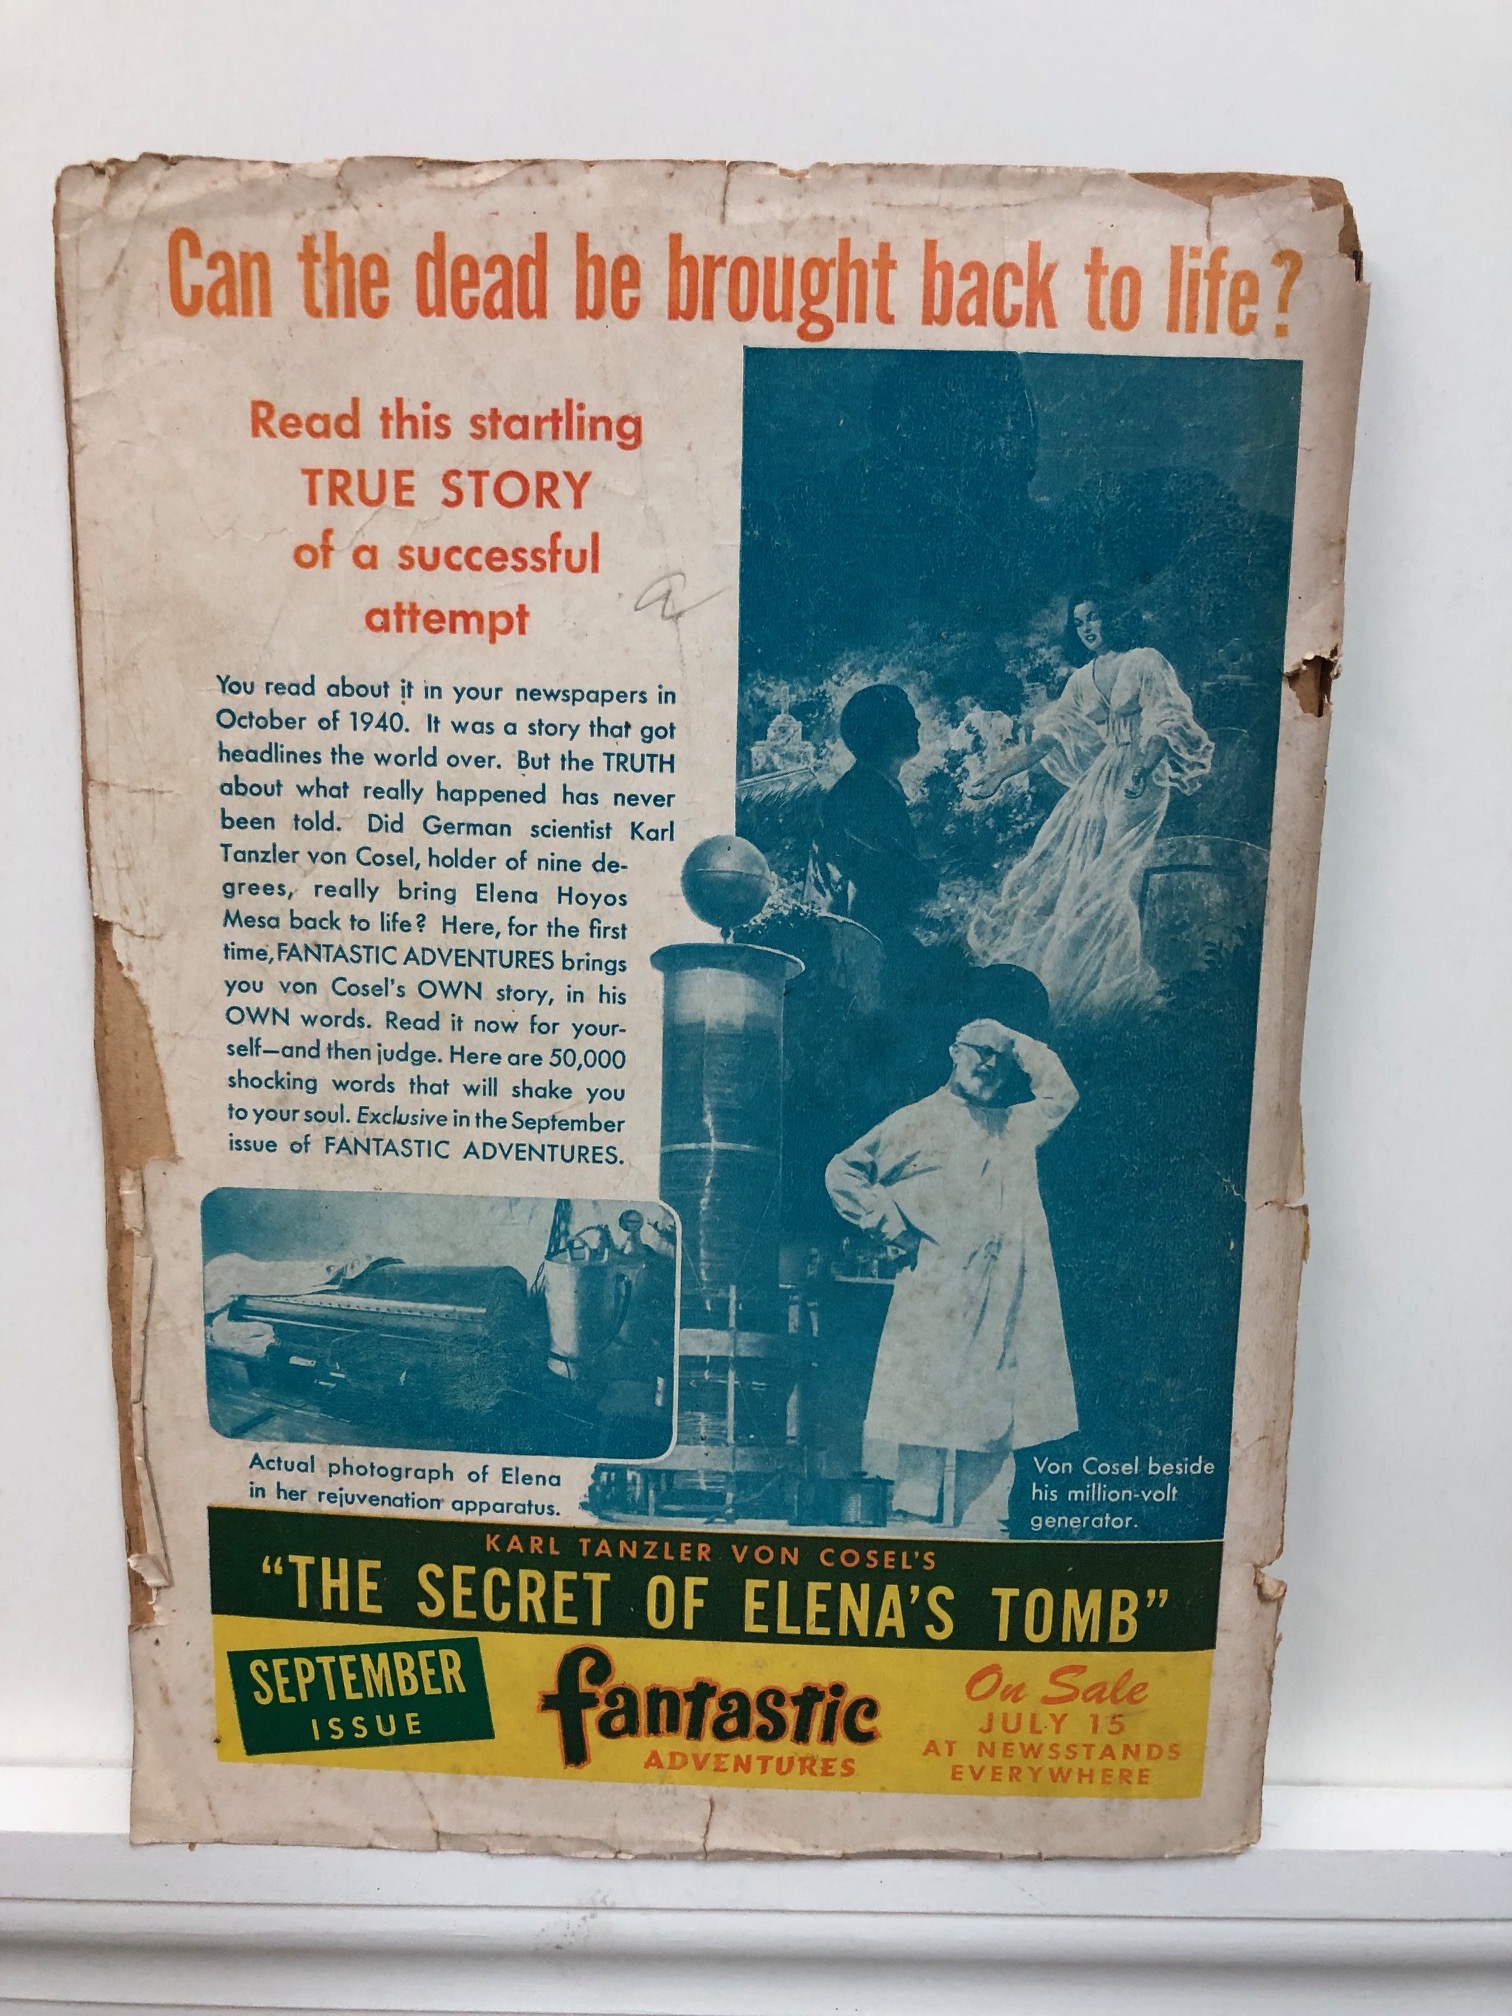 Can the dead be brought back to life?
Read this startling
TRUE STORY
of a successful
attempt
a
You read about it in your newspapers in
October of 1940. It was a story that got
headlines the world over. But the TRUTH
about what really happened has never
been told. Did German scientist Karl
Tanzler von Cosel, holder of nine de-
grees, really bring Elena Hoyos
Mesa back to life? Here, for the first
time, FANTASTIC ADVENTURES brings
you von Cosel's OWN story, in his
OWN words. Read it now for your-
self—and then judge. Here are 50,000
shocking words that will shake you
to your soul. Exclusive in the September
issue of FANTASTIC ADVENTURES.
Actual photograph of Elena
in her rejuvenation apparatus.
Von Cosel beside
his million-volt
generator.
KARL TANZLER VON COSEL'S
"THE SECRET OF ELENA'S TOMB"
SEPTEMBER
ISSUE
fantastic
ADVENTURES
On Sale
JULY 15
AT NEWSSTANDS
EVERYWHERE